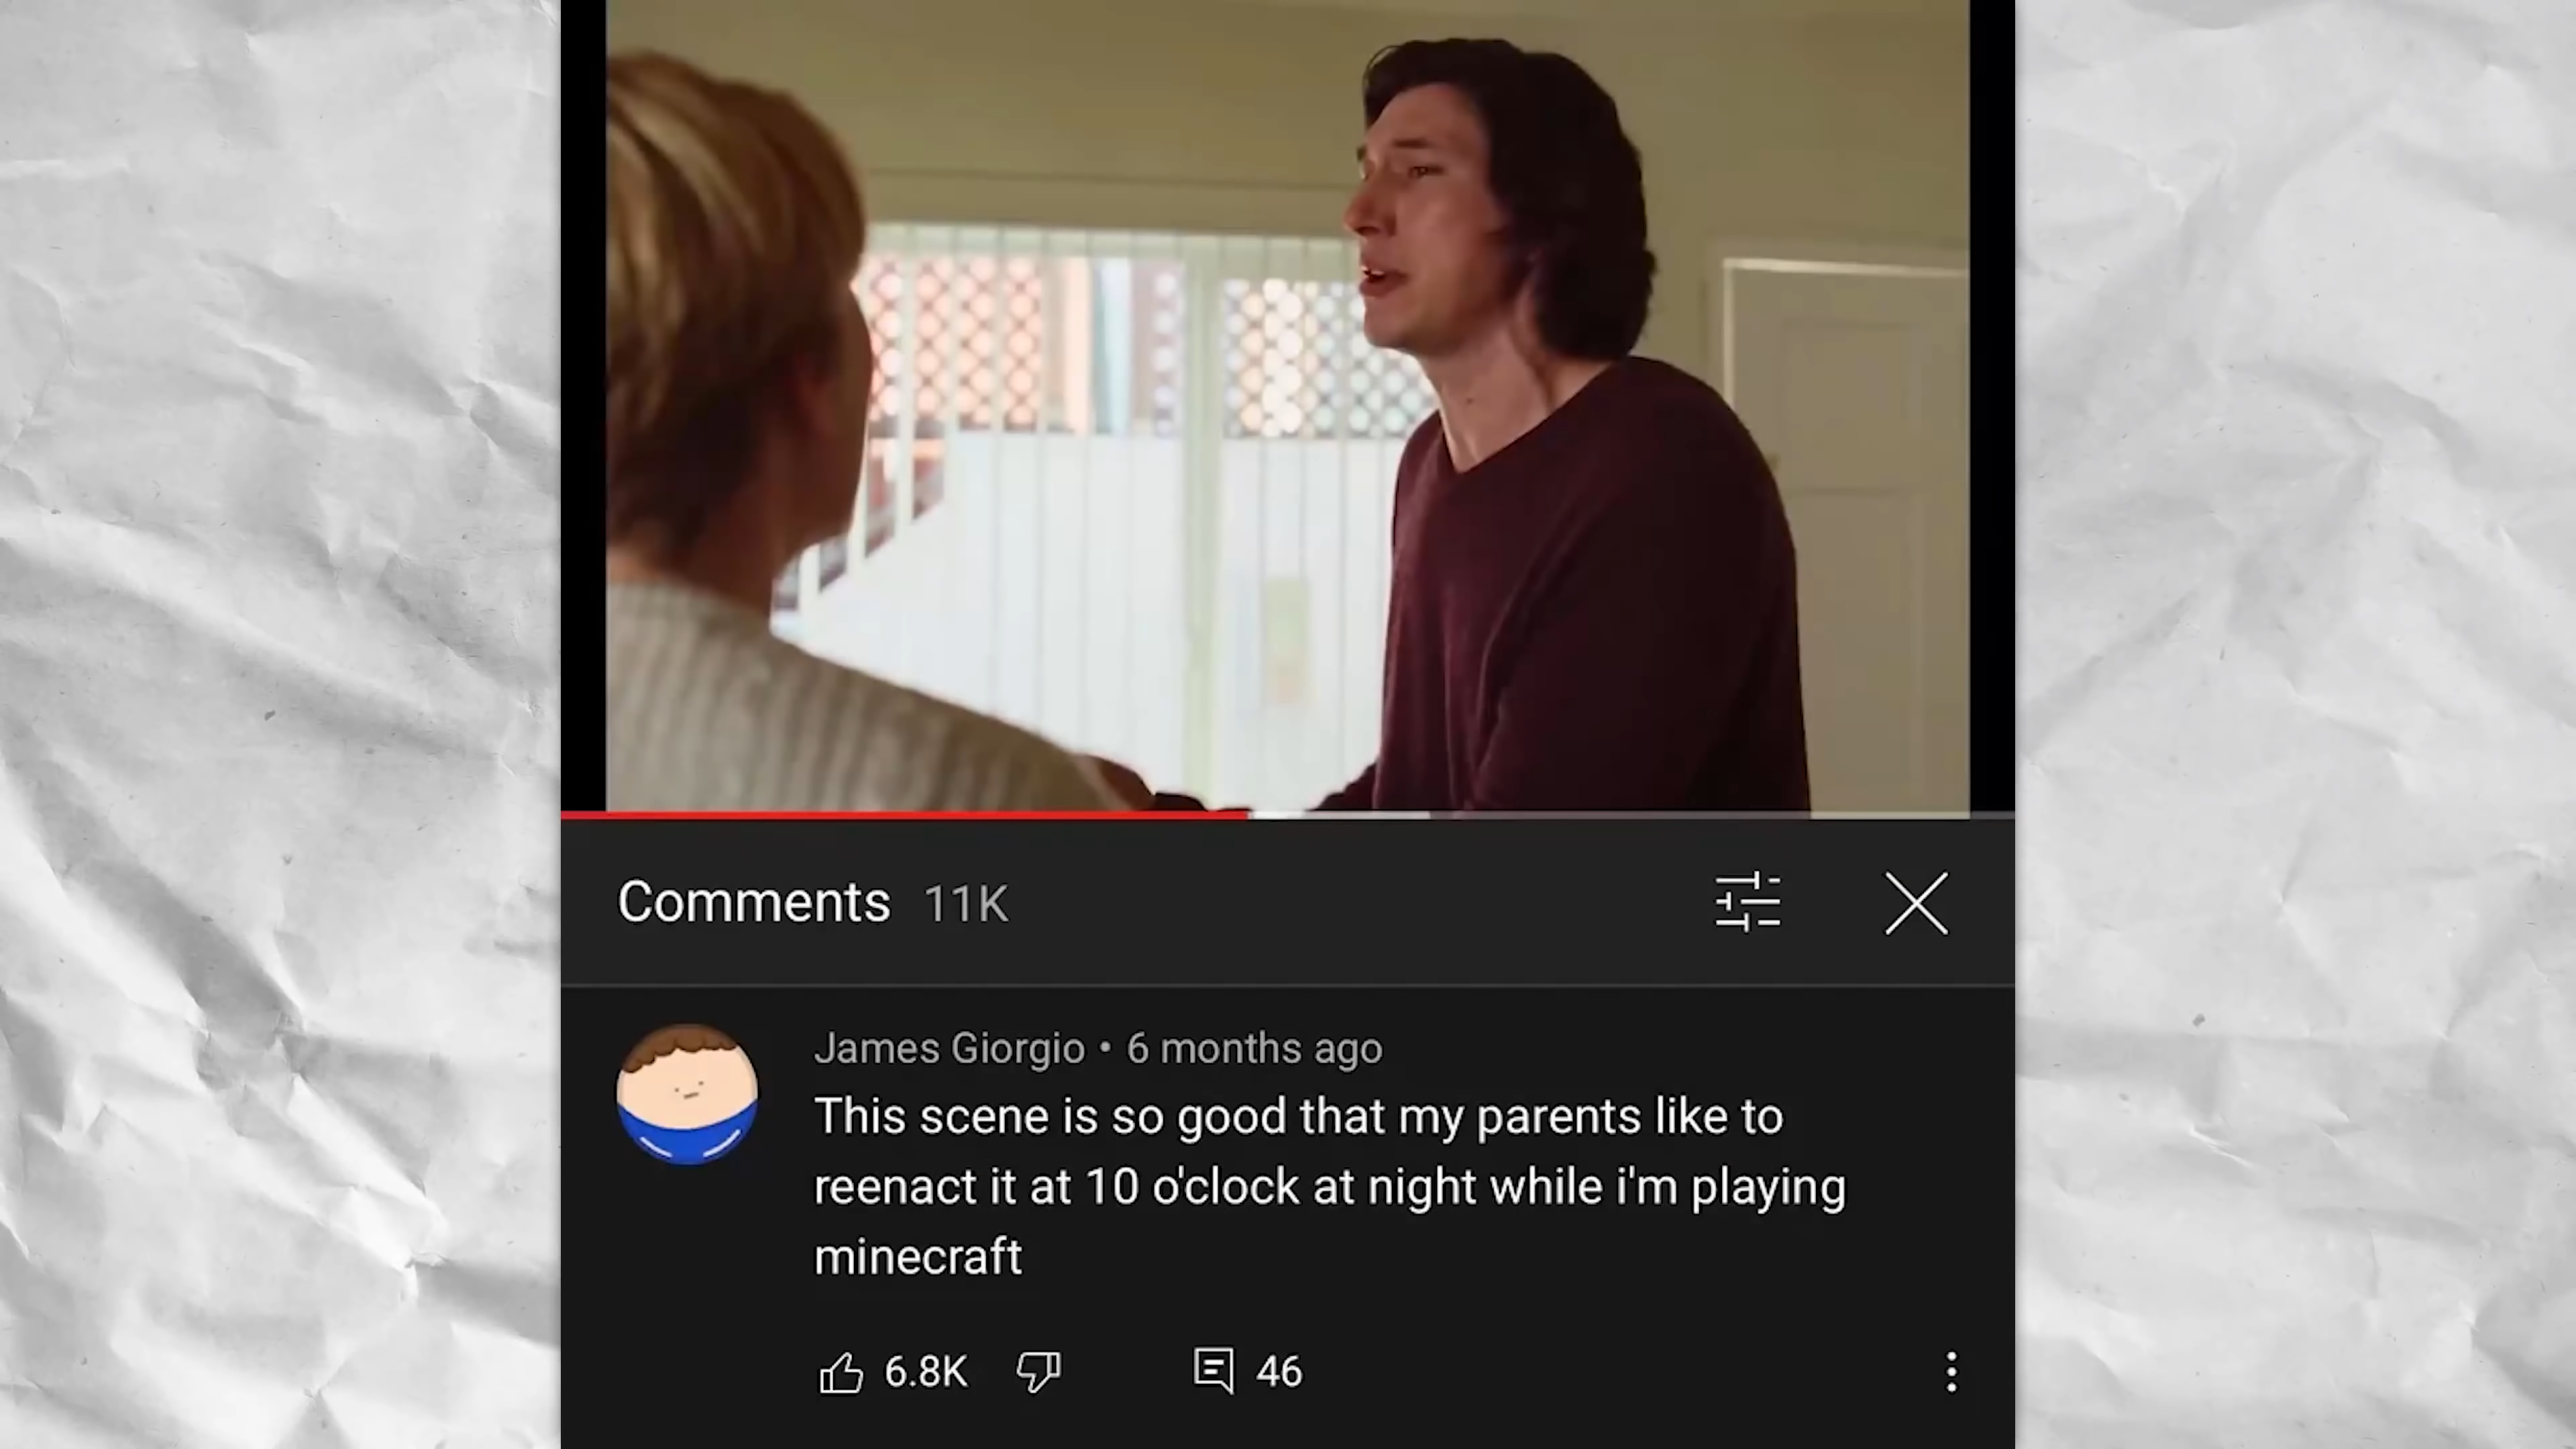 Comments 11K
James Giorgio • 6 months ago
This scene is so good that my parents like to
reenact it at 10 o'clock at night while i'm playing
minecraft
6.8K 46